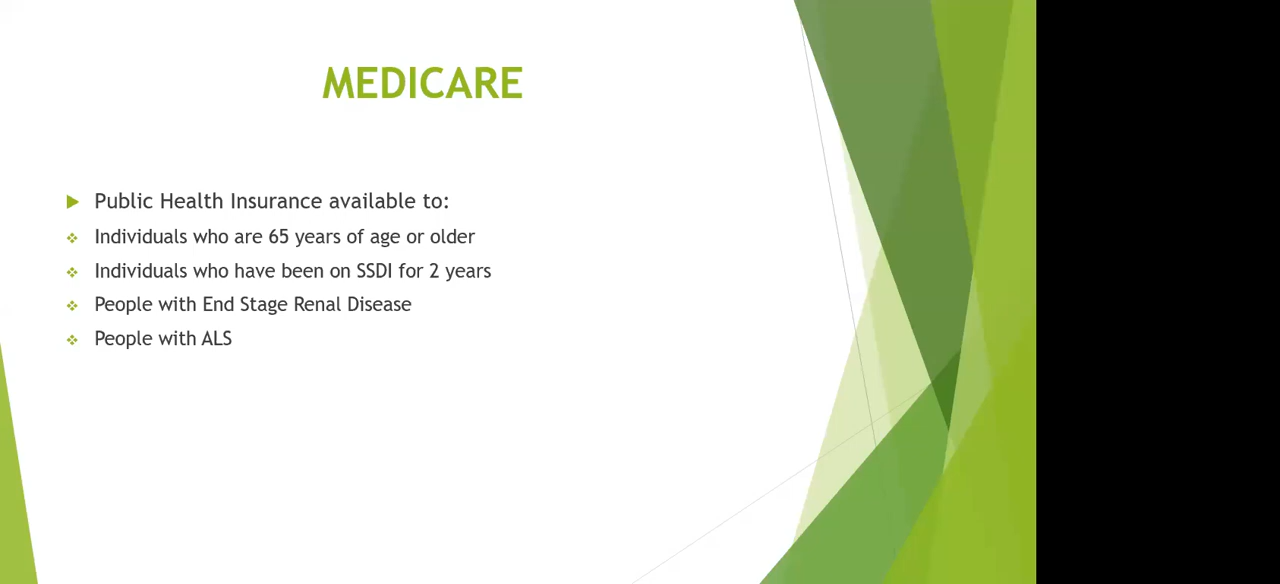 MEDICARE
Public Health Insurance available to:
Individuals who are 65 years of age or older
Individuals who have been on SSDI for 2 years
People with End Stage Renal Disease
People with ALS